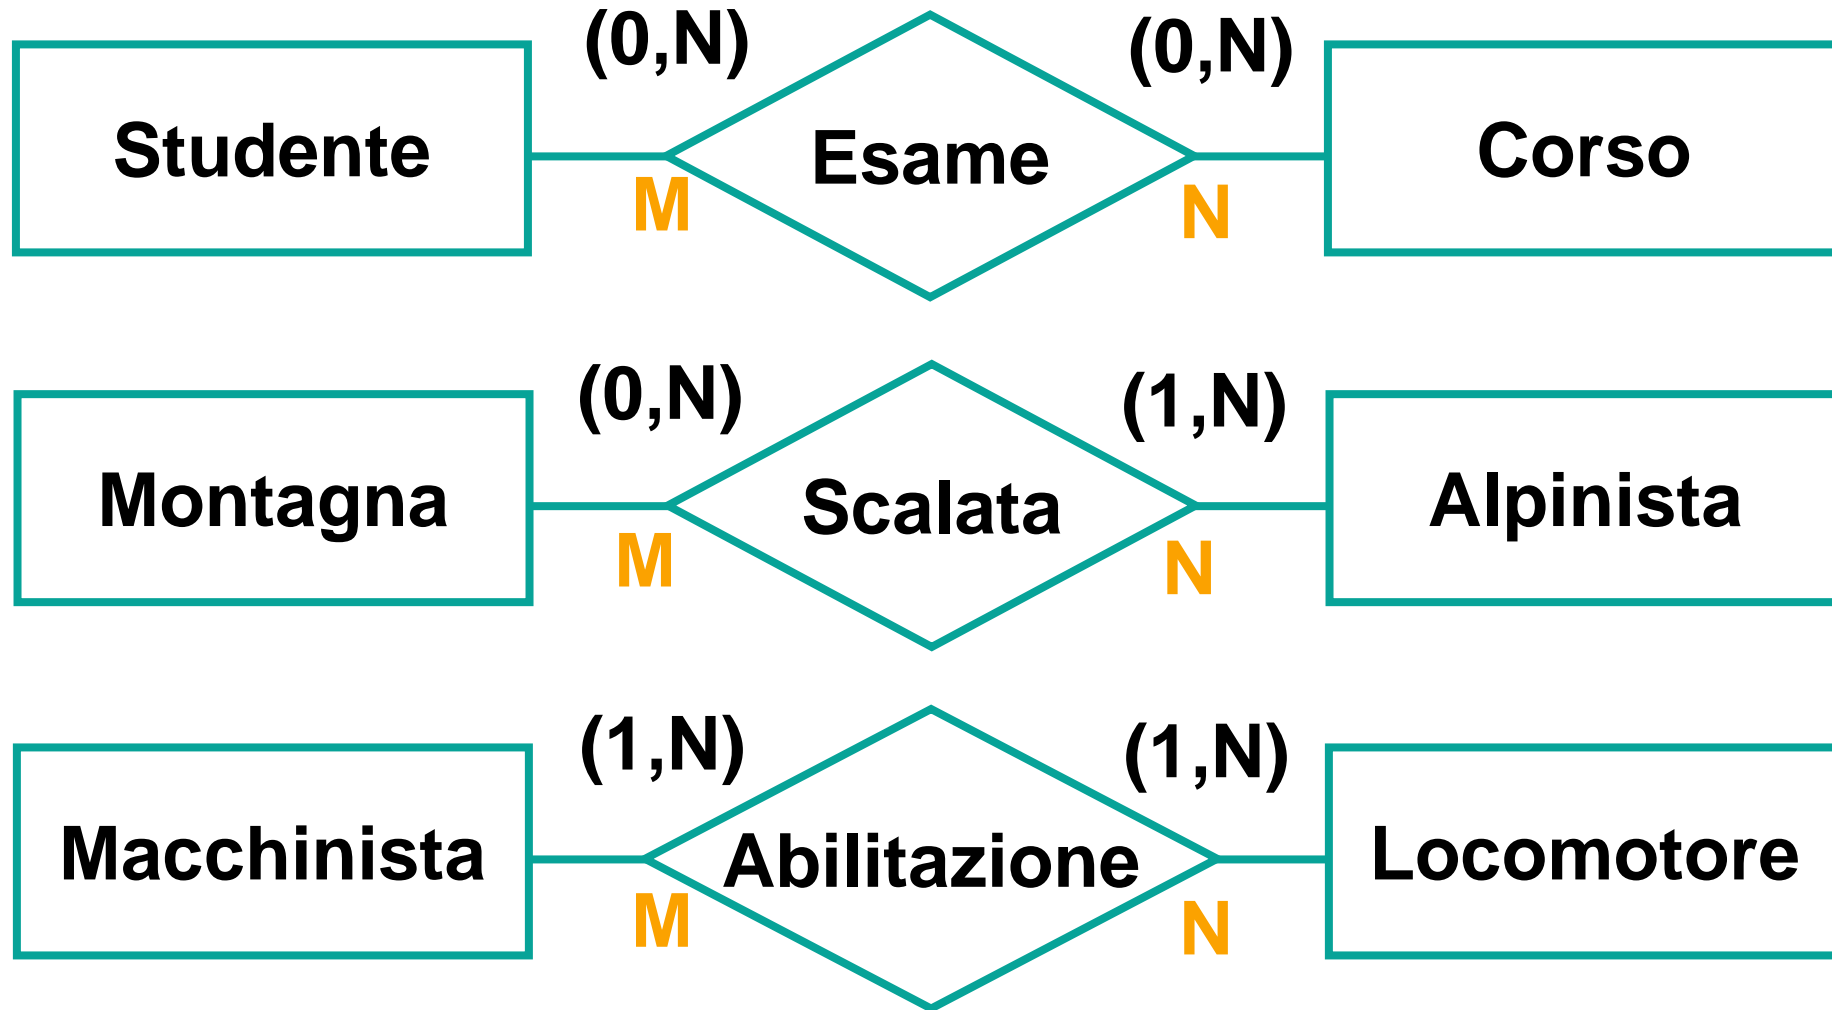 (0,N) (0,N)
Studente Esame Corso
M N
(0,N) (1,N)
Montagna Scalata Alpinista
M N
(1,N) (1,N)
Macchinista Abilitazione Locomotore
M N